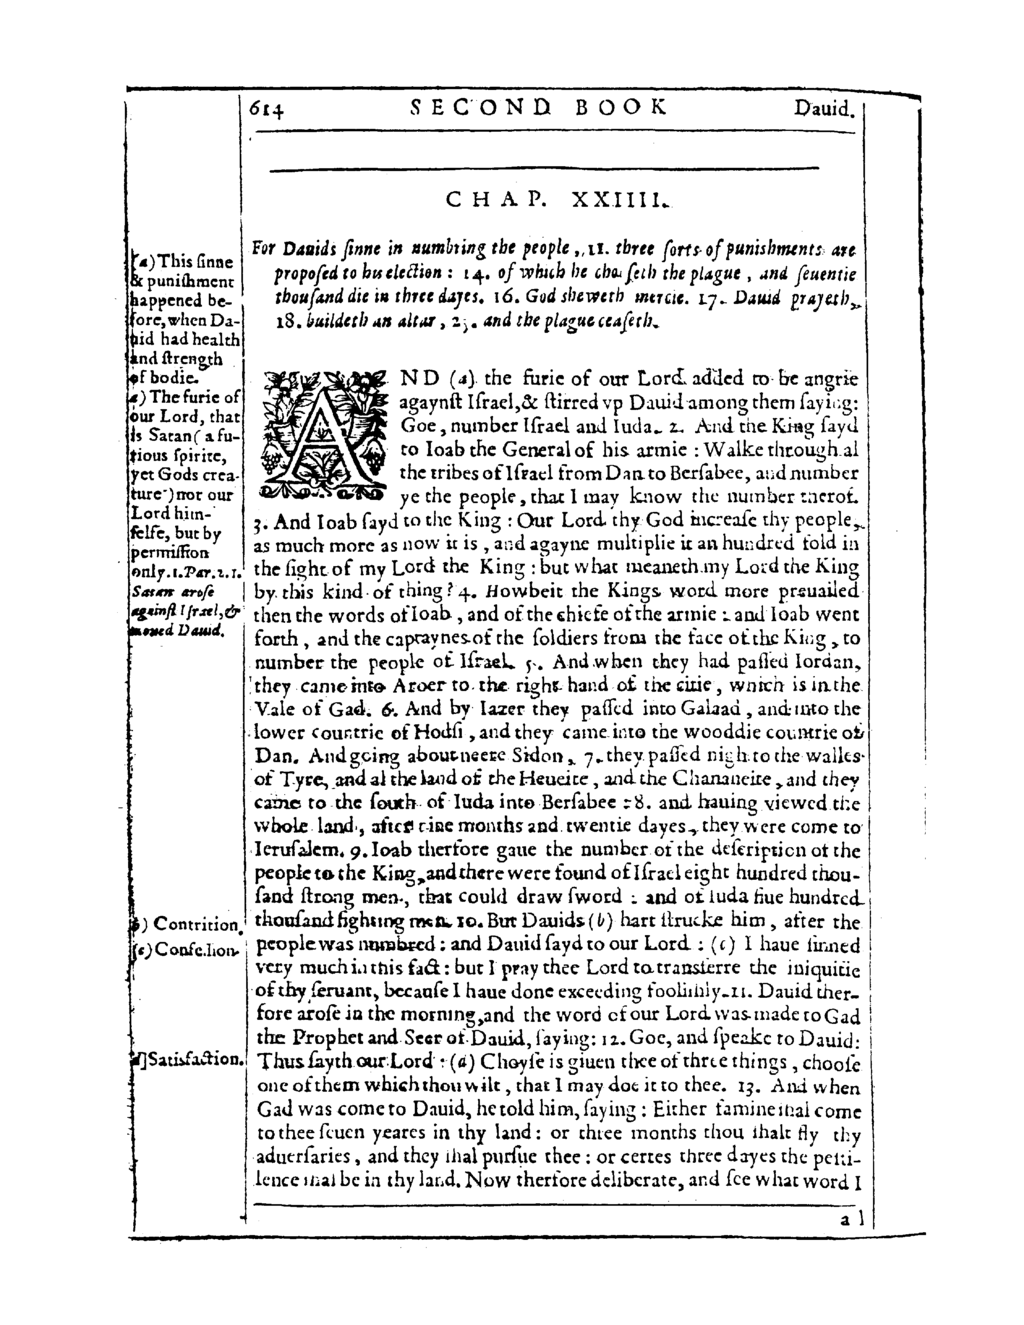 614 SECOND BOOK Dauid.
CHAP. XXIIII.
For Dauids ſinne in numbring the people, 11. three ſorts of punishments are
propoſed to his election : 14. of which he choſeth the plague , and ſeuentie
thouſand die in three dayes. 16. God sheweth mercie. 17. Dauid prayeth,
18. buildeth an altar, 25. and the plague ceaſeth.
(a) This ſinne
& puniſhment
happened be-
fore, when Da-
uid had health
and ſtrength
of bodie.
a) The furie of
our Lord, that
is Satan ( a fu-
rious ſpirite,
yet Gods crea-
ture ) nor our
Lord him-
ſelfe, but by
permiſſion
only. 1. Par. 2. 1.
Satan aroſe
againſt Iſrael, &
moued Dauid.
AND (a) the furie of our Lord added to be angrie
agaynſt Iſrael, & ſtirred vp Dauid among them ſaying:
Goe, number Iſrael and Iuda. 2. And the King ſayd
to Ioab the General of his armie : Walke through al
the tribes of Iſrael from Dan to Berſabee, and number
ye the people, that I may know the number therof.
3. And Ioab ſayd to the King : Our Lord thy God increaſe thy people,
as much more as now it is , and agayne multiplie it an hundred fold in
the ſight of my Lord the King : but what meaneth my Lord the King
by this kind of thing? 4. Howbeit the Kings word more preuailed
then the words of Ioab , and of the chiefe of the armie : and Ioab went
forth , and the captaynes of the ſoldiers from the face of the King , to
number the people of Iſrael. 5. And when they had paſſed Iordan,
they came into Aroer to the right hand of the citie , which is in the
Vale of Gad. 6. And by Iazer they paſſed into Galaad , and into the
lower countrie of Hodſi , and they came into the wooddie countrie of
Dan. And going about neere Sidon, 7. they paſſed nigh to the walles
of Tyre, and al the land of the Heueite , and the Chananeite , and they
came to the ſouth of Iuda into Berſabee : 8. and hauing viewed the
whole land , after nine months and twentie dayes, they were come to
Ieruſalem. 9. Ioab therfore gaue the number of the deſcription of the
people to the King, and there were found of Iſrael eight hundred thou-
ſand ſtrong men, that could draw ſword : and of Iuda fiue hundred
thouſand fighting men. 10. But Dauids (b) hart ſtrucke him , after the
people was numbred : and Dauid ſayd to our Lord : (c) I haue ſinned
very much in this fact : but I pray thee Lord to transferre the iniquitie
of thy ſeruant, becauſe I haue done exceeding fooliſhly. 11. Dauid ther-
fore aroſe in the morning, and the word of our Lord was made to Gad
the Prophet and Seer of Dauid, ſaying: 12. Goe, and ſpeake to Dauid:
Thus ſayth our Lord : (d) Choyſe is giuen thee of three things , chooſe
one of them which thou wilt , that I may doe it to thee. 13. And when
Gad was come to Dauid, he told him, ſaying : Either famine ſhal come
to thee ſeuen yeares in thy land : or three months thou ſhalt fly thy
aduerſaries , and they ſhal purſue thee : or certes three dayes the peſti-
lence ſhal be in thy land. Now therfore deliberate, and ſee what word I
b) Contrition.
(c) Confeſſion.
d] Satisfaction.
a l